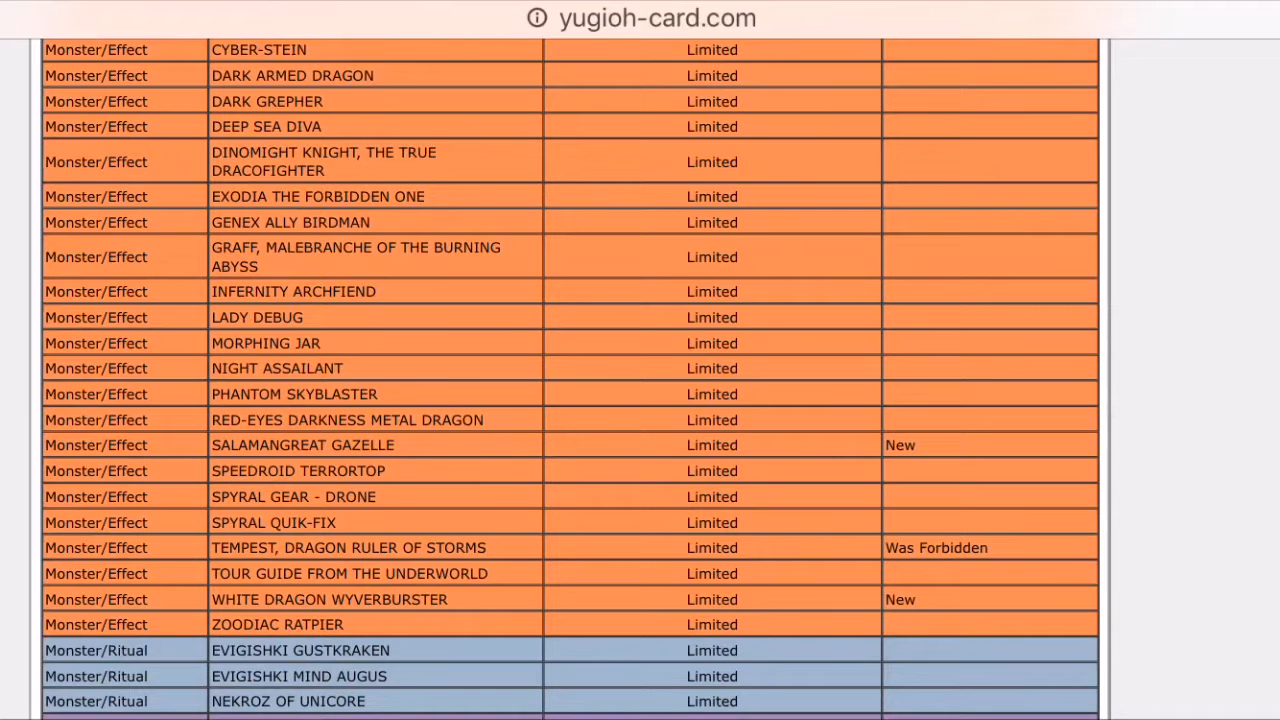 yugioh-card.com
Monster/Effect CYBER-STEIN Limited
Monster/Effect DARK ARMED DRAGON Limited
Monster/Effect DARK GREPHER Limited
Monster/Effect DEEP SEA DIVA Limited
Monster/Effect DINOMIGHT KNIGHT, THE TRUE
DRACOFIGHTER Limited
Monster/Effect EXODIA THE FORBIDDEN ONE Limited
Monster/Effect GENEX ALLY BIRDMAN Limited
Monster/Effect GRAFF, MALEBRANCHE OF THE BURNING
ABYSS Limited
Monster/Effect INFERNITY ARCHFIEND Limited
Monster/Effect LADY DEBUG Limited
Monster/Effect MORPHING JAR Limited
Monster/Effect NIGHT ASSAILANT Limited
Monster/Effect PHANTOM SKYBLASTER Limited
Monster/Effect RED-EYES DARKNESS METAL DRAGON Limited
Monster/Effect SALAMANGREAT GAZELLE Limited New
Monster/Effect SPEEDROID TERRORTOP Limited
Monster/Effect SPYRAL GEAR - DRONE Limited
Monster/Effect SPYRAL QUIK-FIX Limited
Monster/Effect TEMPEST, DRAGON RULER OF STORMS Limited Was Forbidden
Monster/Effect TOUR GUIDE FROM THE UNDERWORLD Limited
Monster/Effect WHITE DRAGON WYVERBURSTER Limited New
Monster/Effect ZOODIAC RATPIER Limited
Monster/Ritual EVIGISHKI GUSTKRAKEN Limited
Monster/Ritual EVIGISHKI MIND AUGUS Limited
Monster/Ritual NEKROZ OF UNICORE Limited